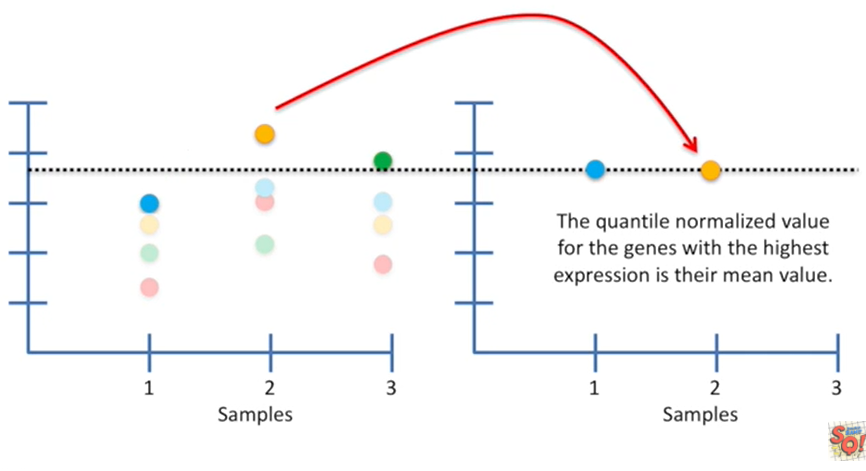 The quantile normalized value
for the genes with the highest
expression is their mean value.
1
2
3
Samples
1
2
3
Samples
SQ!